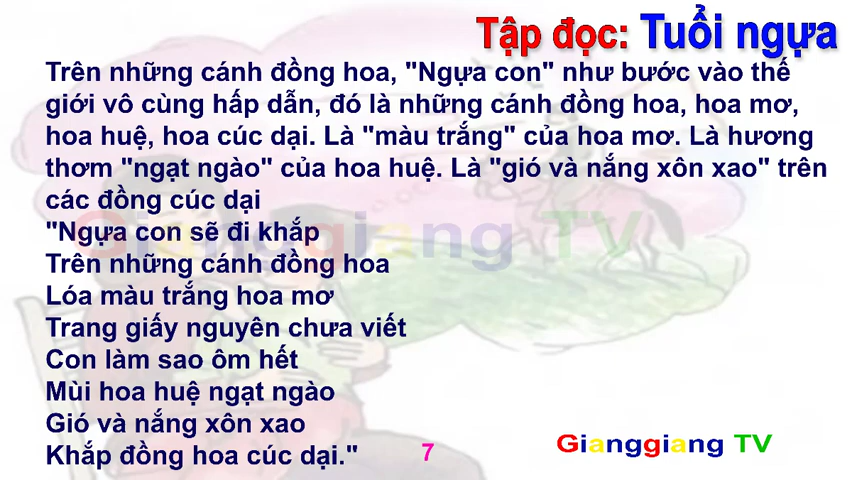 Tập đọc: Tuổi ngựa
Trên những cánh đồng hoa, "Ngựa con" như bước vào thế
giới vô cùng hấp dẫn, đó là những cánh đồng hoa, hoa mơ,
hoa huệ, hoa cúc dại. Là "màu trắng" của hoa mơ. Là hương
thơm "ngạt ngào" của hoa huệ. Là "gió và nắng xôn xao" trên
các đồng cúc dại
"Ngựa con sẽ đi khắp
Trên những cánh đồng hoa
Lóa màu trắng hoa mơ
Trang giấy nguyên chưa viết
Con làm sao ôm hết
Mùi hoa huệ ngạt ngào
Gió và nắng xôn xao
Khắp đồng hoa cúc dại."
7
Gianggiang TV
Gianggiang TV